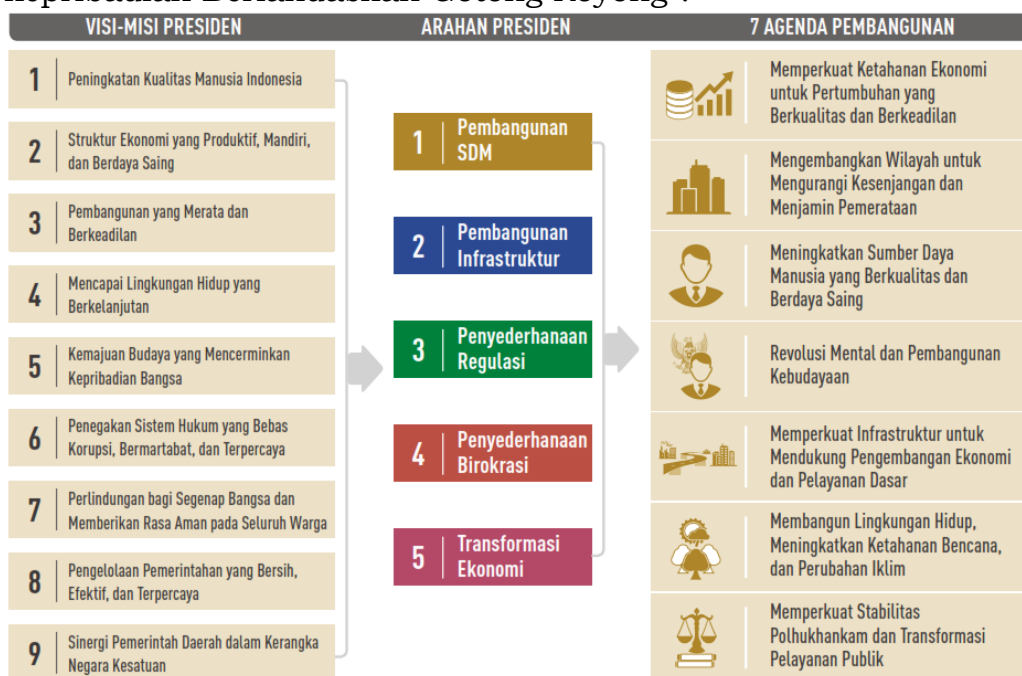 Kepribadian Berlandaskan Gotong Royong".
VISI-MISI PRESIDEN
1
Peningkatan Kualitas Manusia Indonesia
2
Struktur Ekonomi yang Produktif, Mandiri,
dan Berdaya Saing
3
Pembangunan yang Merata dan
Berkeadilan
4
Mencapai Lingkungan Hidup yang
Berkelanjutan
5
Kemajuan Budaya yang Mencerminkan
Kepribadian Bangsa
6
Penegakan Sistem Hukum yang Bebas
Korupsi, Bermartabat, dan Terpercaya
7
Perlindungan bagi Segenap Bangsa dan
Memberikan Rasa Aman pada Seluruh Warga
8
Pengelolaan Pemerintahan yang Bersih,
Efektif, dan Terpercaya
9
Sinergi Pemerintah Daerah dalam Kerangka
Negara Kesatuan
ARAHAN PRESIDEN
1
Pembangunan
SDM
2
Pembangunan
Infrastruktur
3
Penyederhanaan
Regulasi
4
Penyederhanaan
Birokrasi
5
Transformasi
Ekonomi
7 AGENDA PEMBANGUNAN
Memperkuat Ketahanan Ekonomi
untuk Pertumbuhan yang
Berkualitas dan Berkeadilan
Mengembangkan Wilayah untuk
Mengurangi Kesenjangan dan
Menjamin Pemerataan
Meningkatkan Sumber Daya
Manusia yang Berkualitas dan
Berdaya Saing
Revolusi Mental dan Pembangunan
Kebudayaan
Memperkuat Infrastruktur untuk
Mendukung Pengembangan Ekonomi
dan Pelayanan Dasar
Membangun Lingkungan Hidup,
Meningkatkan Ketahanan Bencana,
dan Perubahan Iklim
Memperkuat Stabilitas
Polhukhankam dan Transformasi
Pelayanan Publik